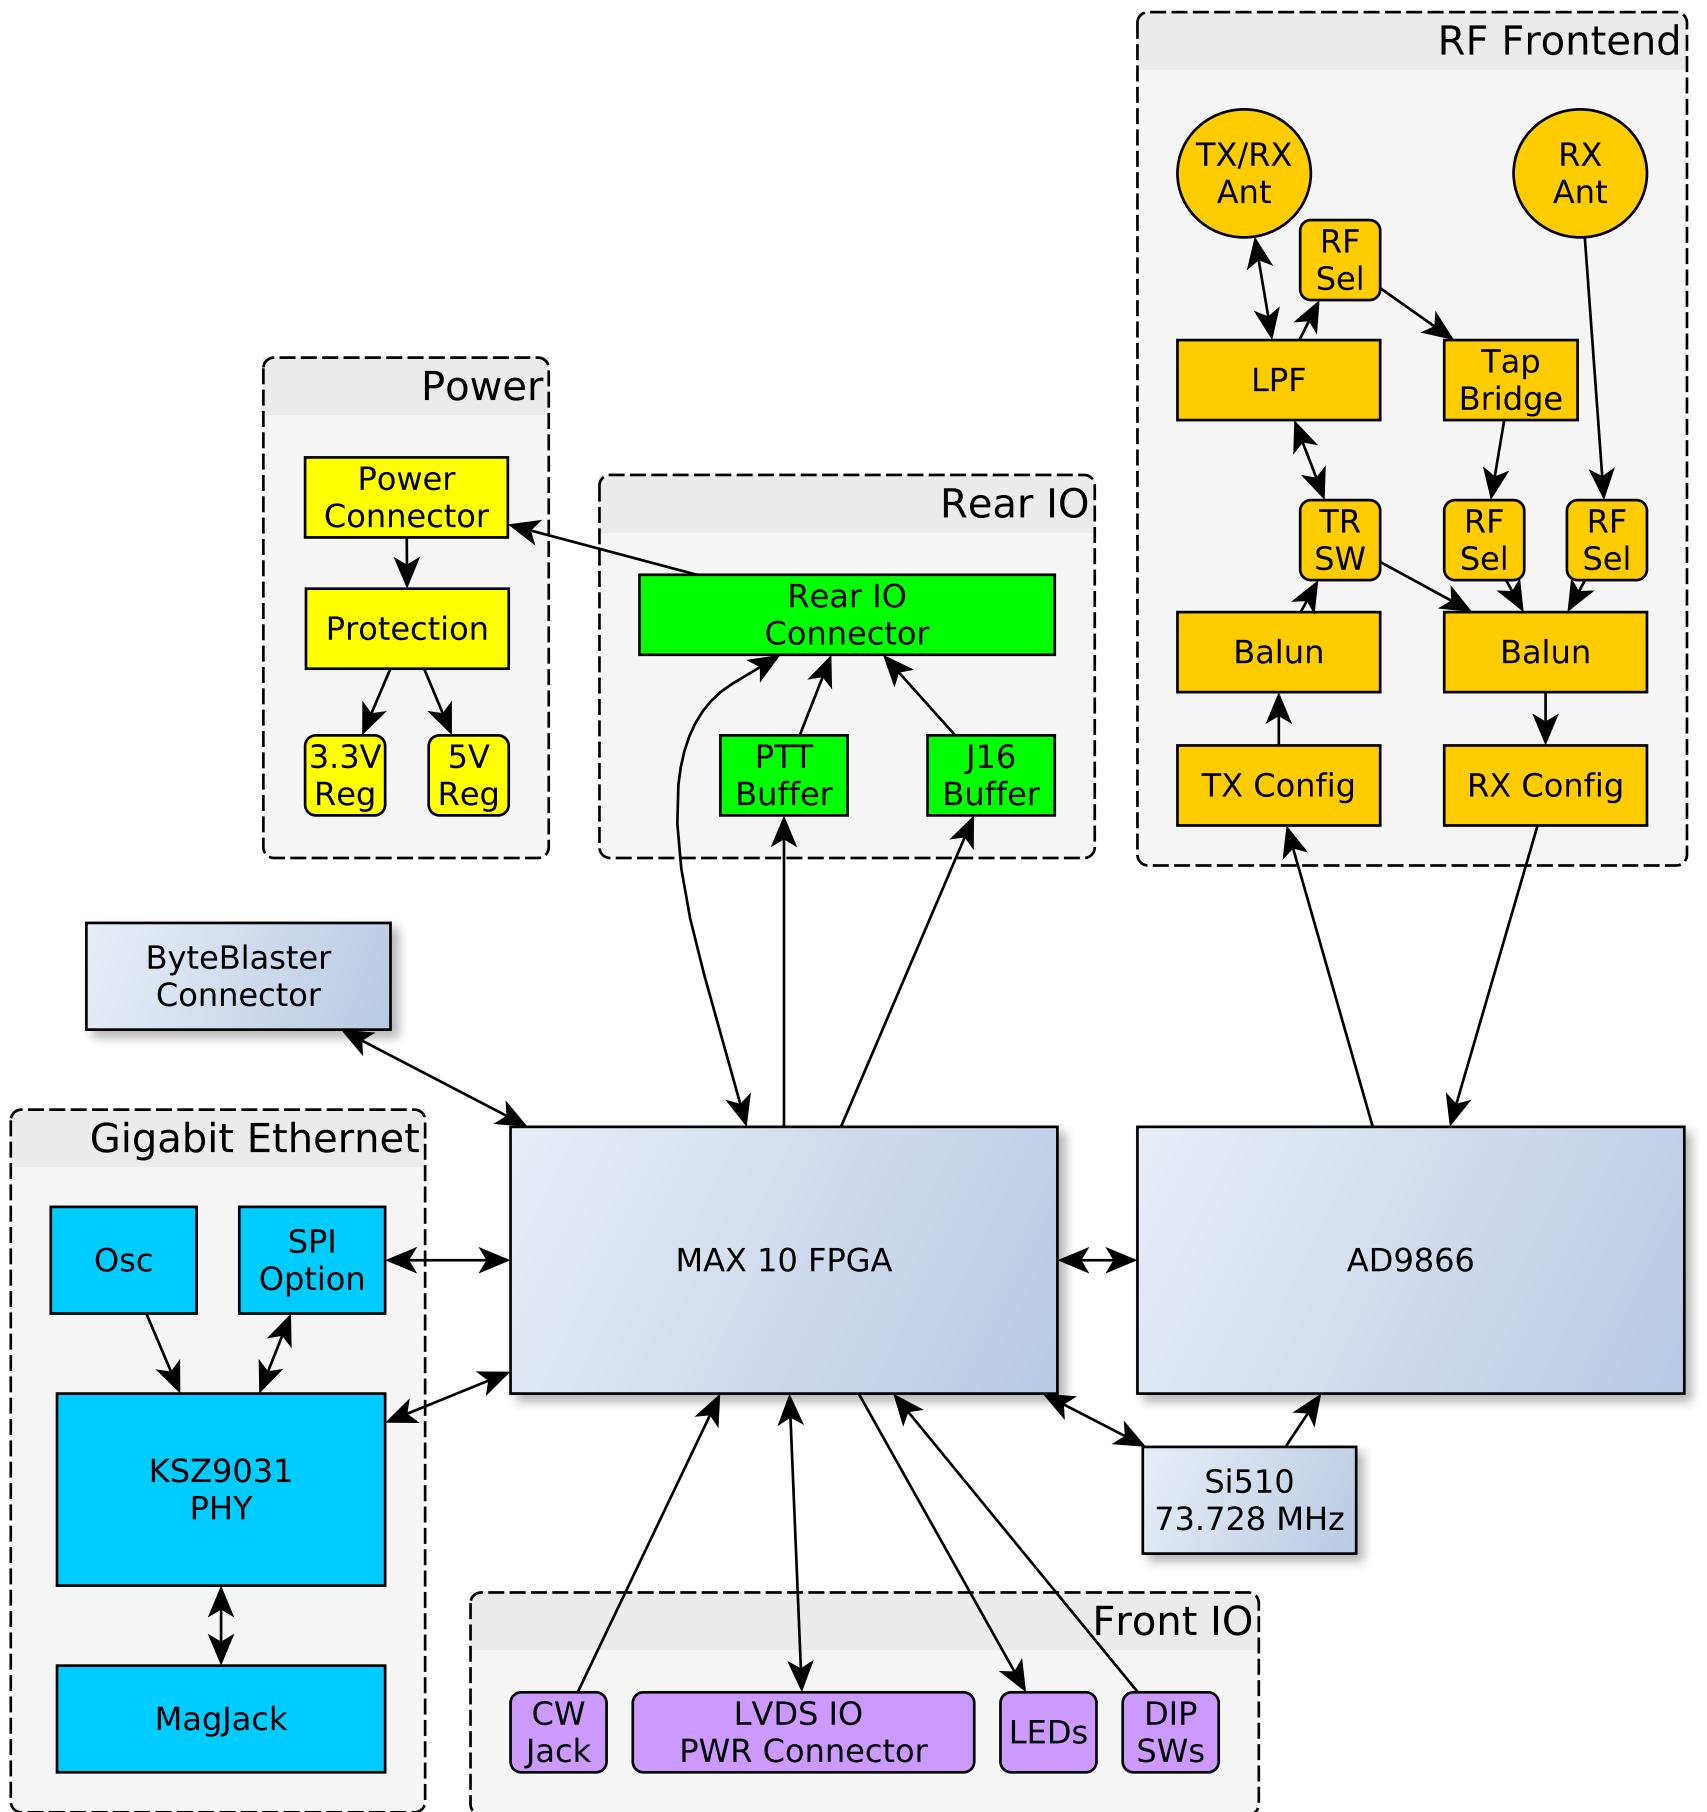 RF Frontend
TX/RX
Ant
RX
Ant
RF
Sel
LPF
Tap
Bridge
TR
SW
RF
Sel
RF
Sel
Balun
Balun
TX Config
RX Config
Power
Power
Connector
Protection
3.3V
Reg
5V
Reg
Rear IO
Rear IO
Connector
PTT
Buffer
J16
Buffer
ByteBlaster
Connector
Gigabit Ethernet
Osc
SPI
Option
KSZ9031
PHY
MagJack
MAX 10 FPGA
AD9866
Si510
73.728 MHz
Front IO
CW
Jack
LVDS IO
PWR Connector
LEDs
DIP
SWs